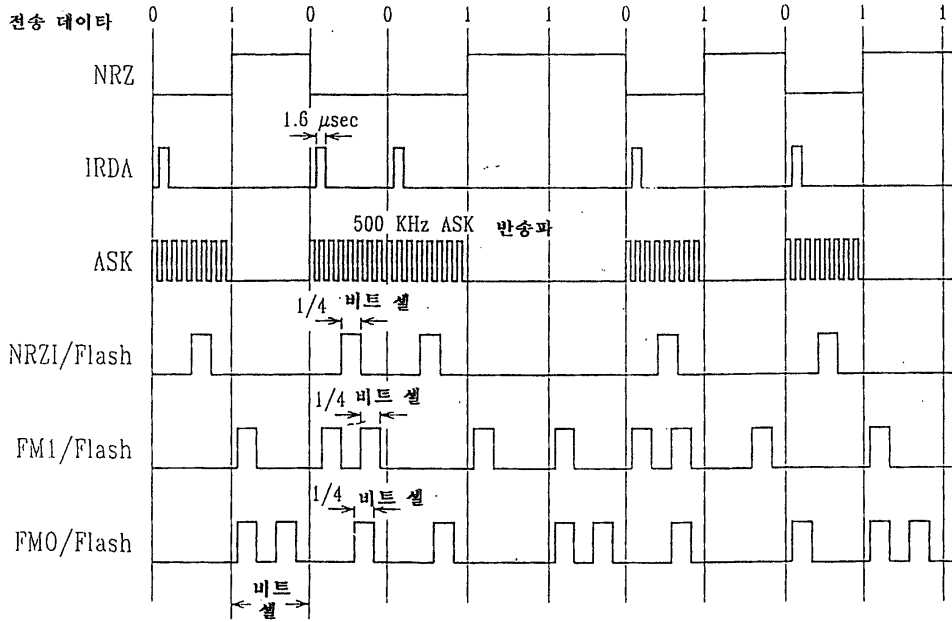 전송 데이타 0 1 0 0 1 1 0 1 0 1 1
NRZ
1.6 μsec
IRDA
500 KHz ASK 반송파
ASK
1/4 비트 셀
NRZI/Flash
1/4 비트 셀
FM1/Flash
1/4 비트 셀
FM0/Flash
비트
셀